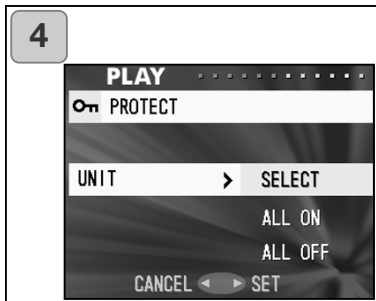 4
PLAY
PROTECT
UNIT > SELECT
ALL ON
ALL OFF
CANCEL ◄ ► SET